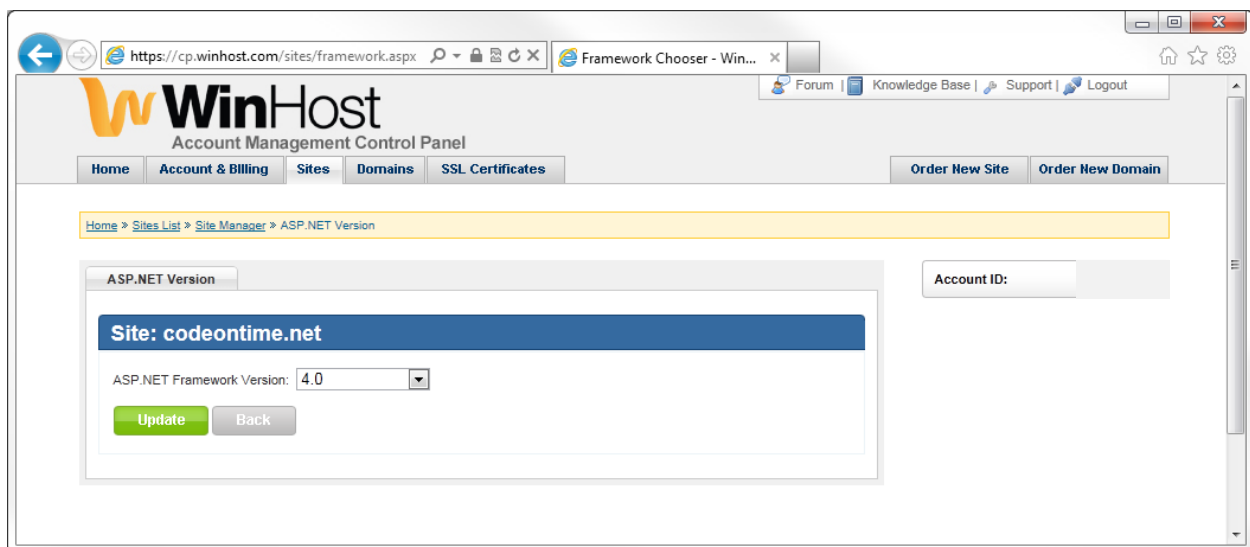 https://cp.winhost.com/sites/framework.aspx
Framework Chooser - Win...
Forum | Knowledge Base | Support | Logout
WinHost
Account Management Control Panel
Home Account & Billing Sites Domains SSL Certificates Order New Site Order New Domain
Home » Sites List » Site Manager » ASP.NET Version
ASP.NET Version
Account ID:
Site: codeontime.net
ASP.NET Framework Version: 4.0
Update Back